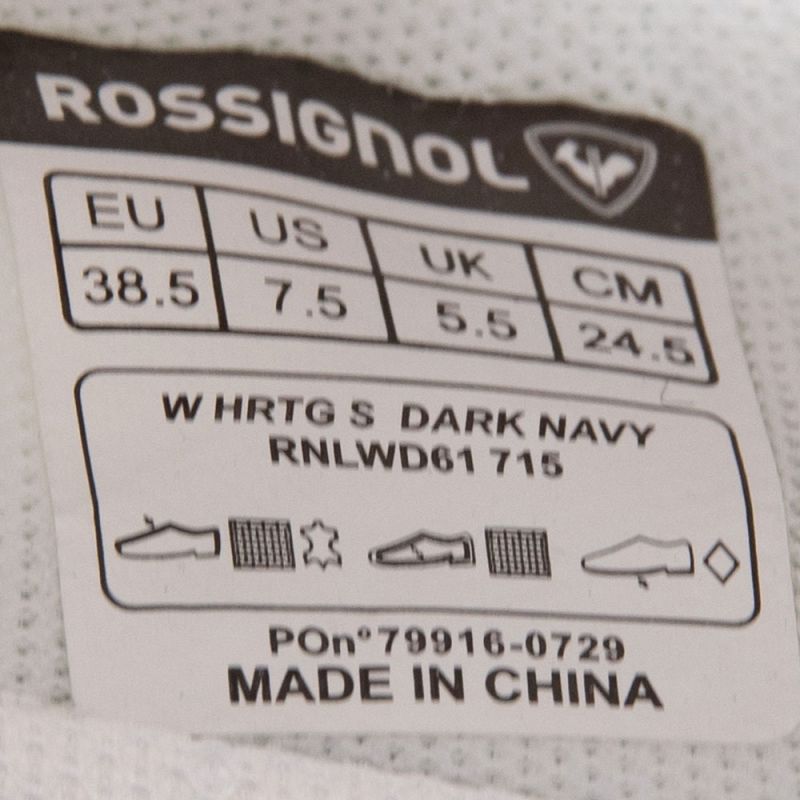 ROSSIGNOL
EU US UK CM
38.5 7.5 5.5 24.5
W HRTG S DARK NAVY
RNLWD61 715
POn°79916-0729
MADE IN CHINA